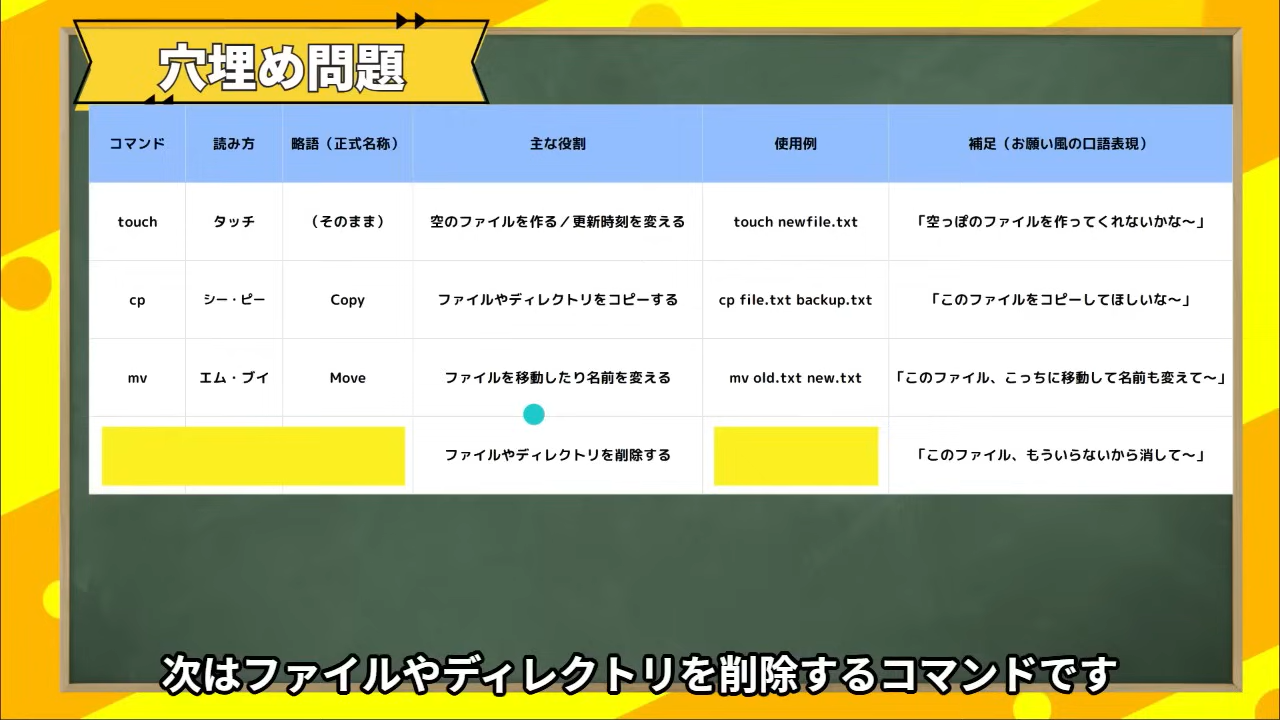 穴埋め問題
コマンド 読み方 略語（正式名称） 主な役割 使用例 補足（お願い風の口語表現）
touch タッチ （そのまま） 空のファイルを作る／更新時刻を変える touch newfile.txt 「空っぽのファイルを作ってくれないかな〜」
cp シー・ピー Copy ファイルやディレクトリをコピーする cp file.txt backup.txt 「このファイルをコピーしてほしいな〜」
mv エム・ブイ Move ファイルを移動したり名前を変える mv old.txt new.txt 「このファイル、こっちに移動して名前も変えて〜」
ファイルやディレクトリを削除する 「このファイル、もういらないから消して〜」
次はファイルやディレクトリを削除するコマンドです